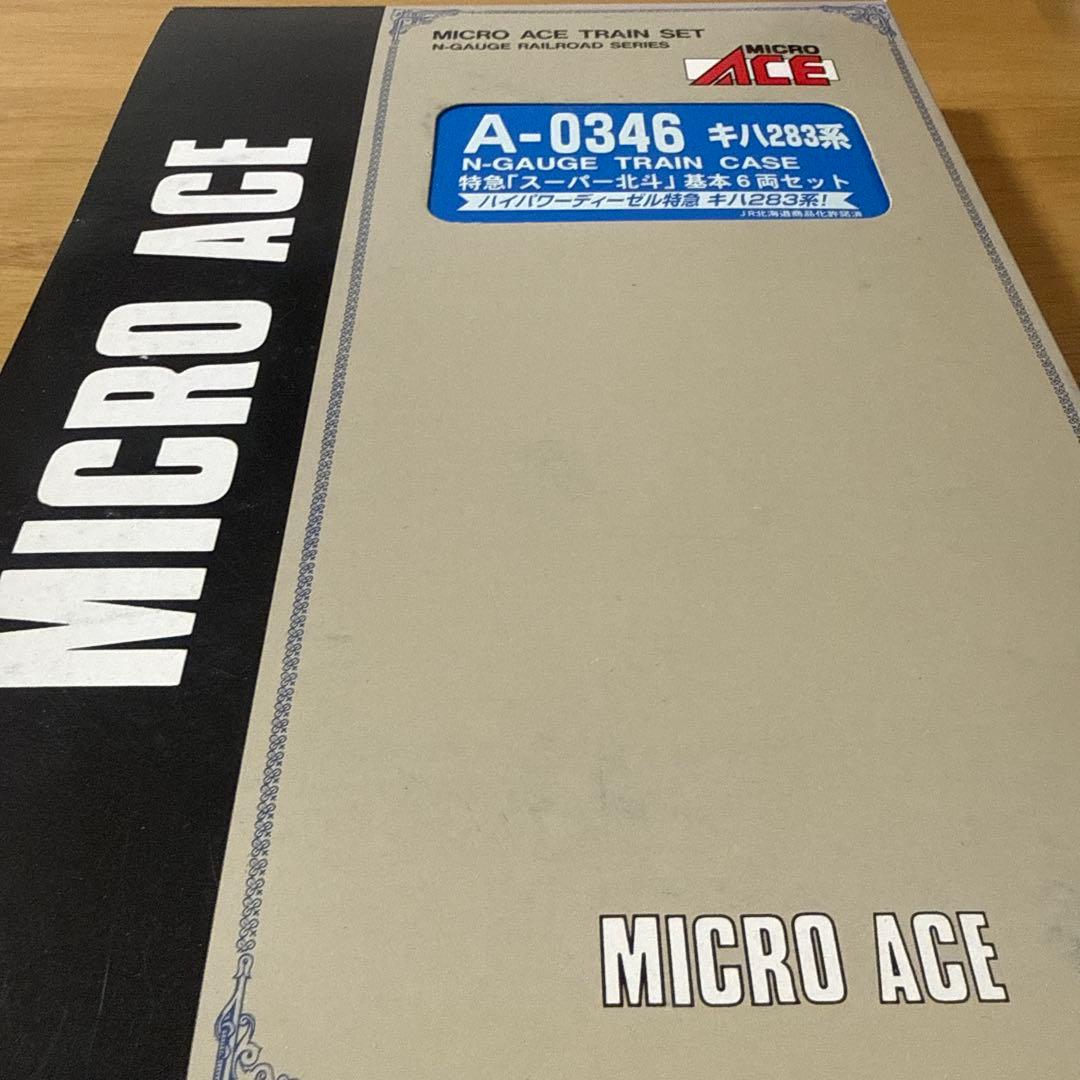 MICRO ACE TRAIN SET
N-GAUGE RAILROAD SERIES
MICRO
ACE
A-0346 キハ283系
N-GAUGE TRAIN CASE
特急「スーパー北斗」基本6両セット
ハイパワーディーゼル特急 キハ283系!
JR北海道商品化許諾済
MICRO ACE
MICRO ACE